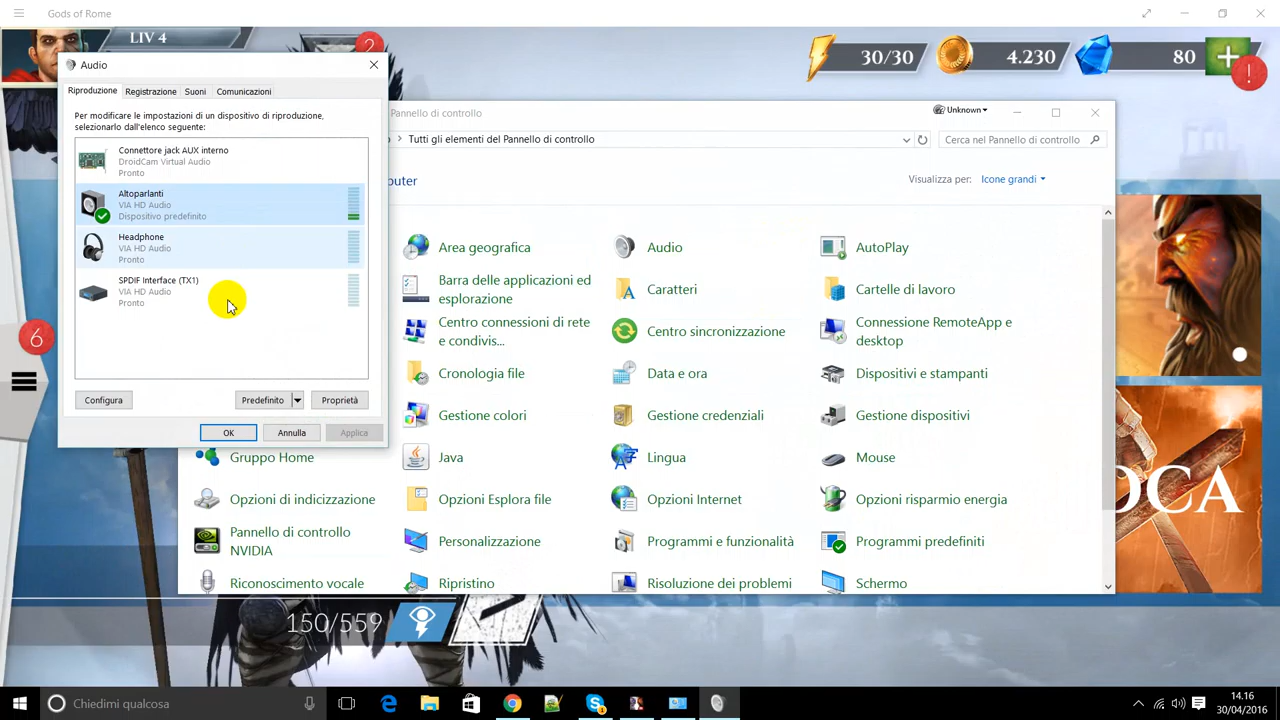 Gods of Rome
LIV 4
2
30/30
4.230
80
!
Audio
Riproduzione
Registrazione
Suoni
Comunicazioni
Per modificare le impostazioni di un dispositivo di riproduzione,
selezionarlo dall'elenco seguente:
Connettore jack AUX interno
DroidCam Virtual Audio
Pronto
Altoparlanti
VIA HD Audio
Dispositivo predefinito
Headphone
VIA HD Audio
Pronto
SPDIF Interface (TX1)
VIA HD Audio
Pronto
Configura
Predefinito
Proprietà
OK
Annulla
Applica
Pannello di controllo
Unknown
Tutti gli elementi del Pannello di controllo
Cerca nel Pannello di controllo
puter
Visualizza per:
Icone grandi
Area geografica
Audio
AutoPlay
Barra delle applicazioni ed
esplorazione
Caratteri
Cartelle di lavoro
Centro connessioni di rete
e condivis...
Centro sincronizzazione
Connessione RemoteApp e
desktop
Cronologia file
Data e ora
Dispositivi e stampanti
Gestione colori
Gestione credenziali
Gestione dispositivi
Gruppo Home
Java
Lingua
Mouse
Opzioni di indicizzazione
Opzioni Esplora file
Opzioni Internet
Opzioni risparmio energia
Pannello di controllo
NVIDIA
Personalizzazione
Programmi e funzionalità
Programmi predefiniti
Riconoscimento vocale
Ripristino
Risoluzione dei problemi
Schermo
6
OCA
150/559
Chiedimi qualcosa
14.16
30/04/2016